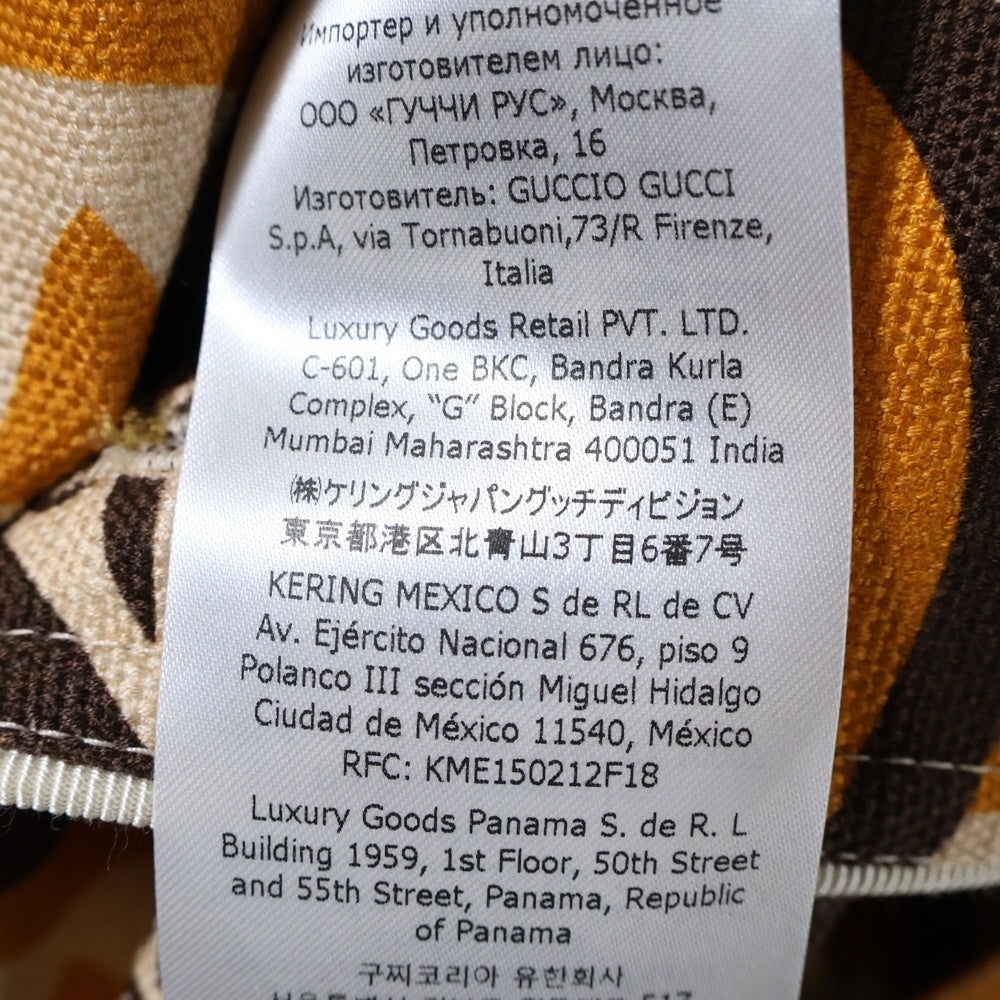 Импортер и уполномоченное
изготовителем лицо:
ООО «ГУЧЧИ РУС», Москва,
Петровка, 16
Изготовитель: GUCCIO GUCCI
S.p.A, via Tornabuoni,73/R Firenze,
Italia
Luxury Goods Retail PVT. LTD.
C-601, One BKC, Bandra Kurla
Complex, “G” Block, Bandra (E)
Mumbai Maharashtra 400051 India
㈱ケリングジャパングッチディビジョン
東京都港区北青山3丁目6番7号
KERING MEXICO S de RL de CV
Av. Ejército Nacional 676, piso 9
Polanco III sección Miguel Hidalgo
Ciudad de México 11540, México
RFC: KME150212F18
Luxury Goods Panama S. de R. L
Building 1959, 1st Floor, 50th Street
and 55th Street, Panama, Republic
of Panama
구찌코리아 유한회사